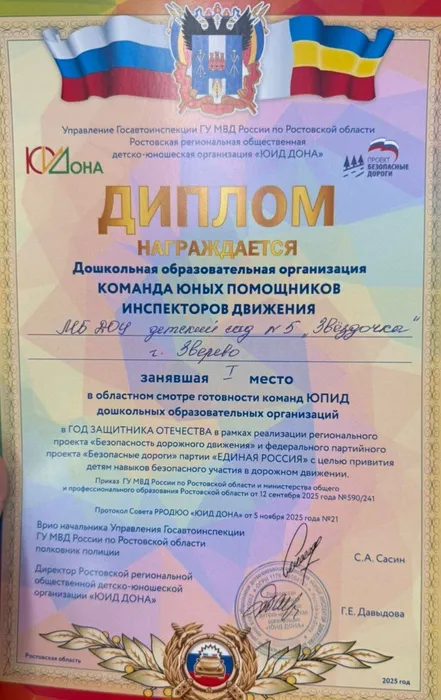 Управление Госавтоинспекции ГУ МВД России по Ростовской области
Ростовская региональная общественная
детско-юношеская организация «ЮИД ДОНА»
ЮИДДОНА
ПРОЕКТ
БЕЗОПАСНЫЕ
ДОРОГИ
ДИПЛОМ
НАГРАЖДАЕТСЯ
Дошкольная образовательная организация
КОМАНДА ЮНЫХ ПОМОЩНИКОВ
ИНСПЕКТОРОВ ДВИЖЕНИЯ
МБДОУ детский сад №5 „Звёздочка"
г. Зверево
занявшая I место
в областном смотре готовности команд ЮПИД
дошкольных образовательных организаций
в ГОД ЗАЩИТНИКА ОТЕЧЕСТВА в рамках реализации регионального
проекта «Безопасность дорожного движения» и федерального партийного
проекта «Безопасные дороги» партии «ЕДИНАЯ РОССИЯ» с целью привития
детям навыков безопасного участия в дорожном движении.
Приказ ГУ МВД России по Ростовской области и министерства общего
и профессионального образования Ростовской области от 12 сентября 2025 года №590/241
Протокол Совета РРОДЮО «ЮИД ДОНА» от 5 ноября 2025 года №21
Врио начальника Управления Госавтоинспекции
ГУ МВД России по Ростовской области
полковник полиции
С.А. Сасин
Директор Ростовской региональной
общественной детско-юношеской
организации «ЮИД ДОНА»
Г.Е. Давыдова
Ростовская область
2025 год